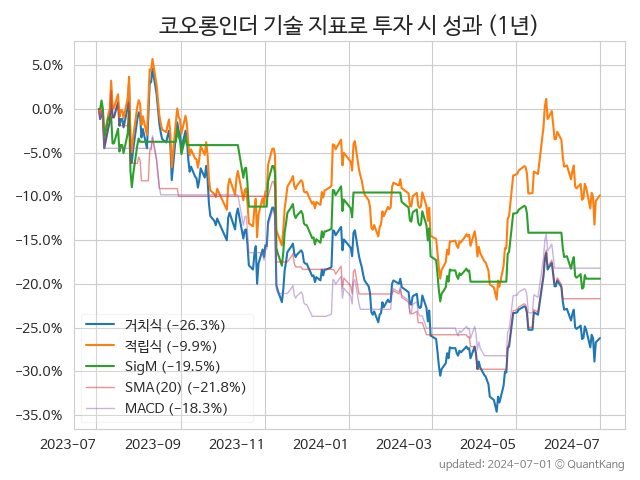 코오롱인더 기술 지표로 투자 시 성과 (1년)
5.0%
0.0%
−5.0%
−10.0%
−15.0%
−20.0%
−25.0%
−30.0%
−35.0%
거치식 (−26.3%)
적립식 (−9.9%)
SigM (−19.5%)
SMA(20) (−21.8%)
MACD (−18.3%)
2023-07 2023-09 2023-11 2024-01 2024-03 2024-05 2024-07
updated: 2024-07-01 © QuantKang